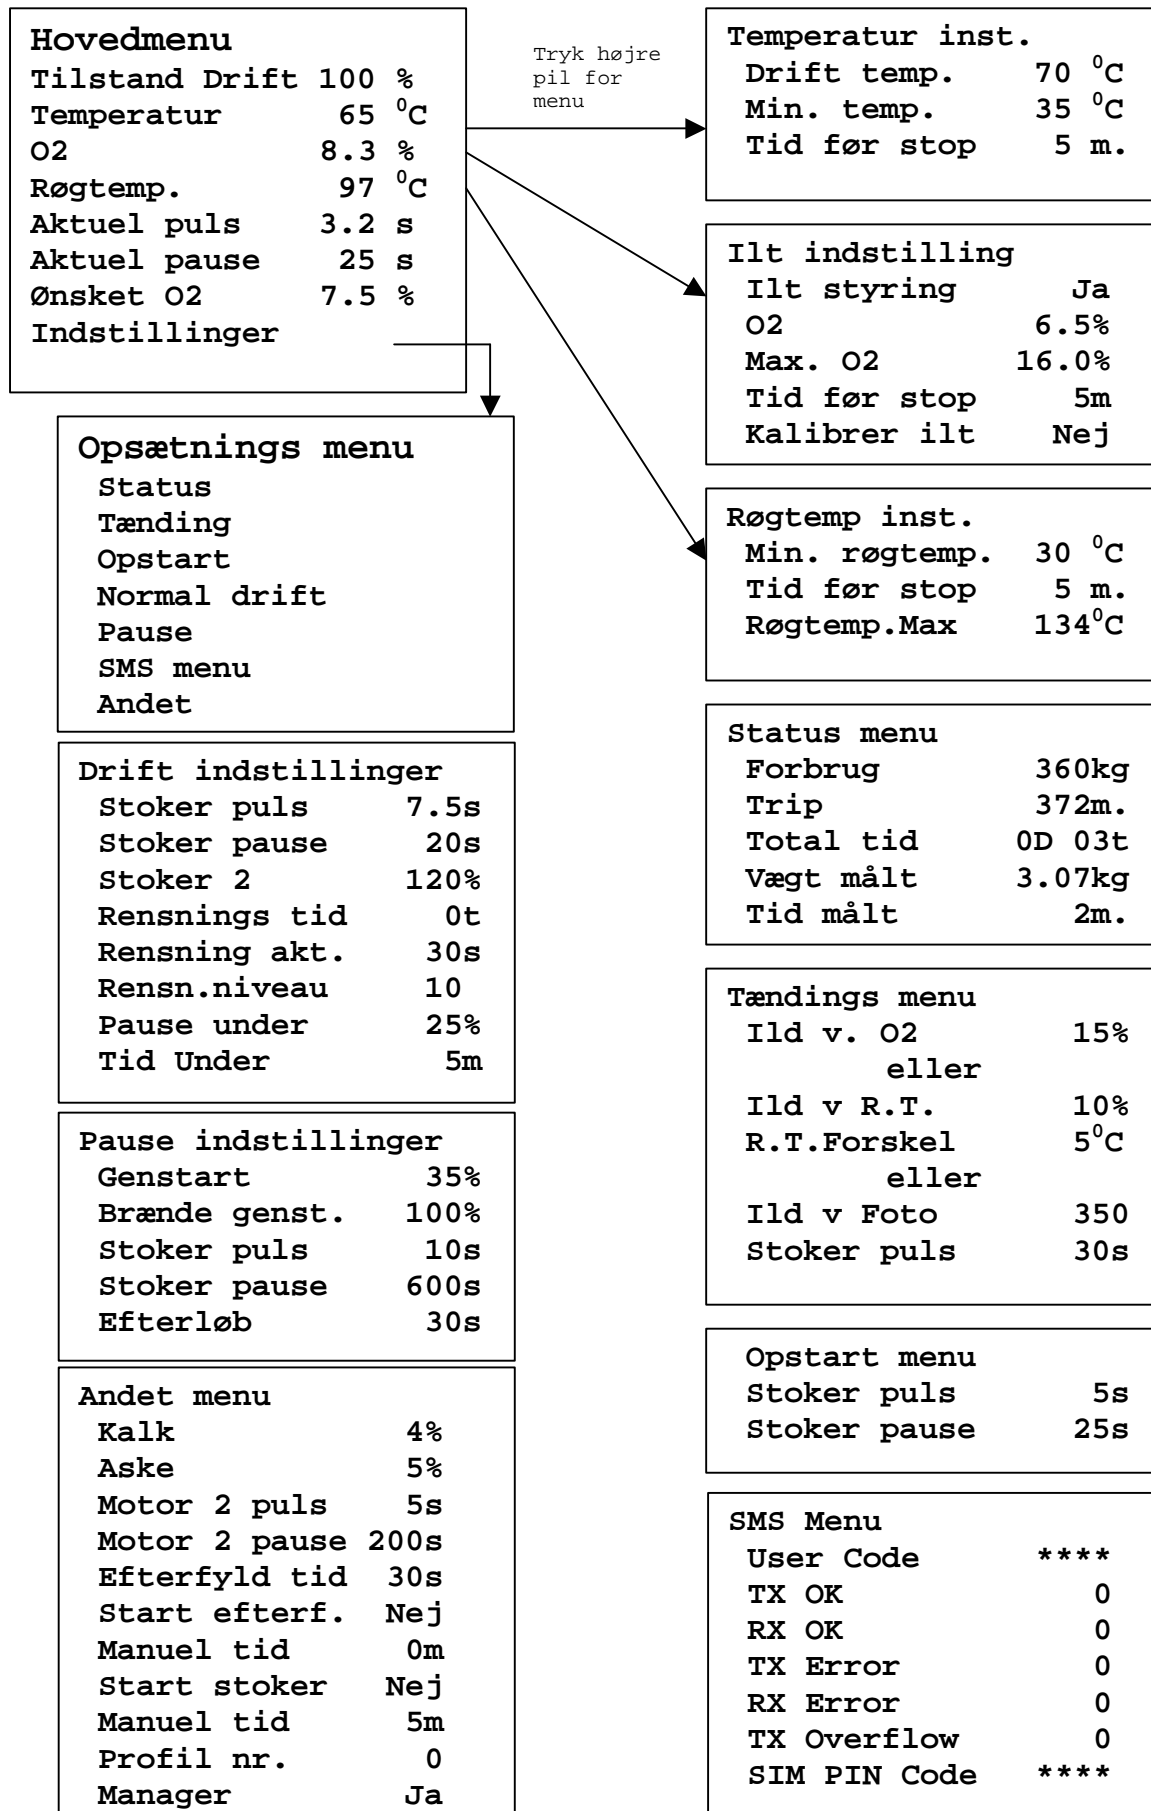 Hovedmenu
Tilstand Drift 100 %
Temperatur 65 ⁰C
O2 8.3 %
Røgtemp. 97 ⁰C
Aktuel puls 3.2 s
Aktuel pause 25 s
Ønsket O2 7.5 %
Indstillinger
Tryk højre
pil for
menu
Temperatur inst.
Drift temp. 70 ⁰C
Min. temp. 35 ⁰C
Tid før stop 5 m.
Ilt indstilling
Ilt styring Ja
O2 6.5%
Max. O2 16.0%
Tid før stop 5m
Kalibrer ilt Nej
Røgtemp inst.
Min. røgtemp. 30 ⁰C
Tid før stop 5 m.
Røgtemp.Max 134⁰C
Opsætnings menu
Status
Tænding
Opstart
Normal drift
Pause
SMS menu
Andet
Drift indstillinger
Stoker puls 7.5s
Stoker pause 20s
Stoker 2 120%
Rensnings tid 0t
Rensning akt. 30s
Rensn.niveau 10
Pause under 25%
Tid Under 5m
Pause indstillinger
Genstart 35%
Brænde genst. 100%
Stoker puls 10s
Stoker pause 600s
Efterløb 30s
Andet menu
Kalk 4%
Aske 5%
Motor 2 puls 5s
Motor 2 pause 200s
Efterfyld tid 30s
Start efterf. Nej
Manuel tid 0m
Start stoker Nej
Manuel tid 5m
Profil nr. 0
Manager Ja
Status menu
Forbrug 360kg
Trip 372m.
Total tid 0D 03t
Vægt målt 3.07kg
Tid målt 2m.
Tændings menu
Ild v. O2 15%
eller
Ild v R.T. 10%
R.T.Forskel 5⁰C
eller
Ild v Foto 350
Stoker puls 30s
Opstart menu
Stoker puls 5s
Stoker pause 25s
SMS Menu
User Code ****
TX OK 0
RX OK 0
TX Error 0
RX Error 0
TX Overflow 0
SIM PIN Code ****